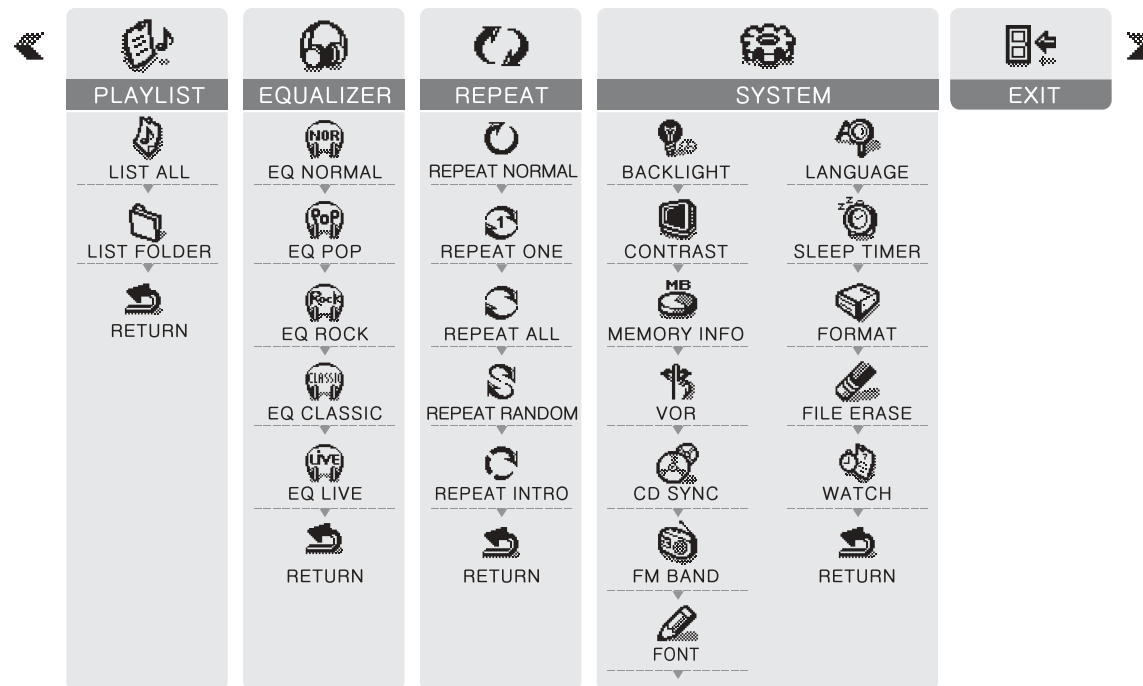 PLAYLIST
LIST ALL
LIST FOLDER
RETURN
EQUALIZER
NOR
EQ NORMAL
POP
EQ POP
Rock
EQ ROCK
CLASSIC
EQ CLASSIC
LIVE
EQ LIVE
RETURN
REPEAT
REPEAT NORMAL
1
REPEAT ONE
REPEAT ALL
REPEAT RANDOM
REPEAT INTRO
RETURN
SYSTEM
BACKLIGHT
CONTRAST
MB
MEMORY INFO
VOR
CD SYNC
FM BAND
FONT
A
LANGUAGE
zzz
SLEEP TIMER
FORMAT
FILE ERASE
WATCH
RETURN
EXIT